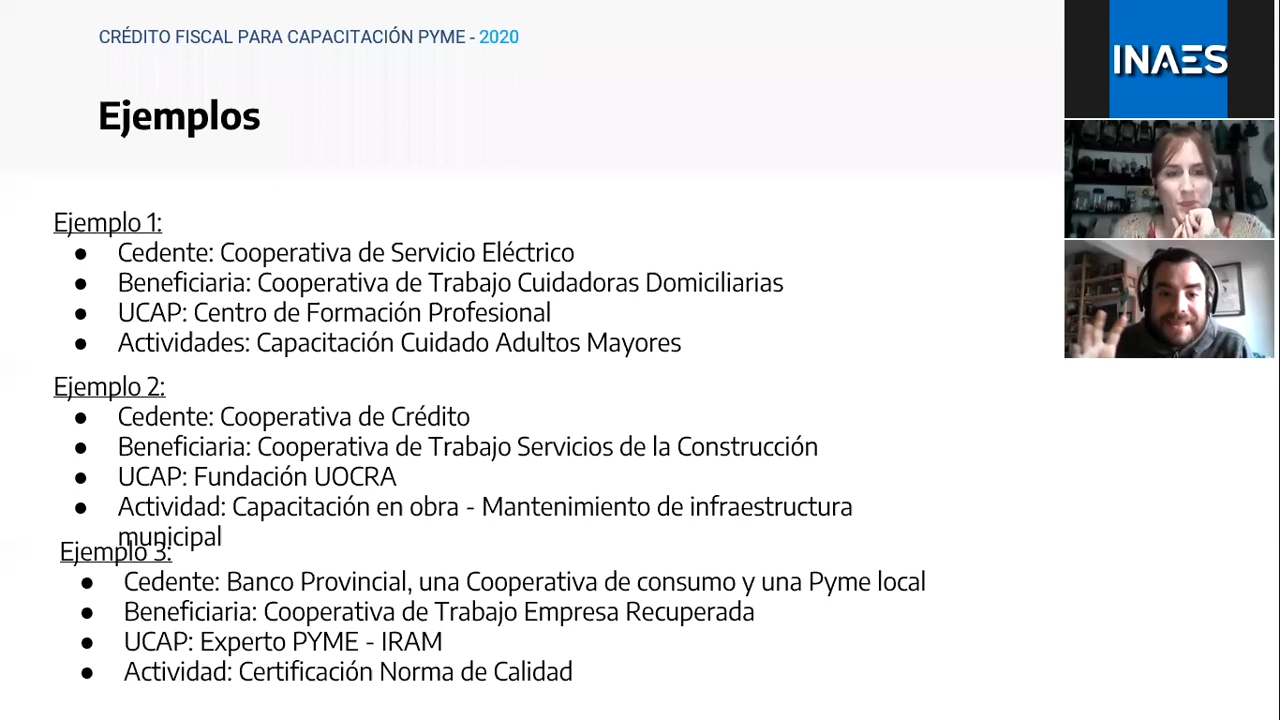 CRÉDITO FISCAL PARA CAPACITACIÓN PYME - 2020
INAES
Ejemplos
Ejemplo 1:
● Cedente: Cooperativa de Servicio Eléctrico
● Beneficiaria: Cooperativa de Trabajo Cuidadoras Domiciliarias
● UCAP: Centro de Formación Profesional
● Actividades: Capacitación Cuidado Adultos Mayores
Ejemplo 2:
● Cedente: Cooperativa de Crédito
● Beneficiaria: Cooperativa de Trabajo Servicios de la Construcción
● UCAP: Fundación UOCRA
● Actividad: Capacitación en obra - Mantenimiento de infraestructura
municipal
Ejemplo 3:
● Cedente: Banco Provincial, una Cooperativa de consumo y una Pyme local
● Beneficiaria: Cooperativa de Trabajo Empresa Recuperada
● UCAP: Experto PYME - IRAM
● Actividad: Certificación Norma de Calidad